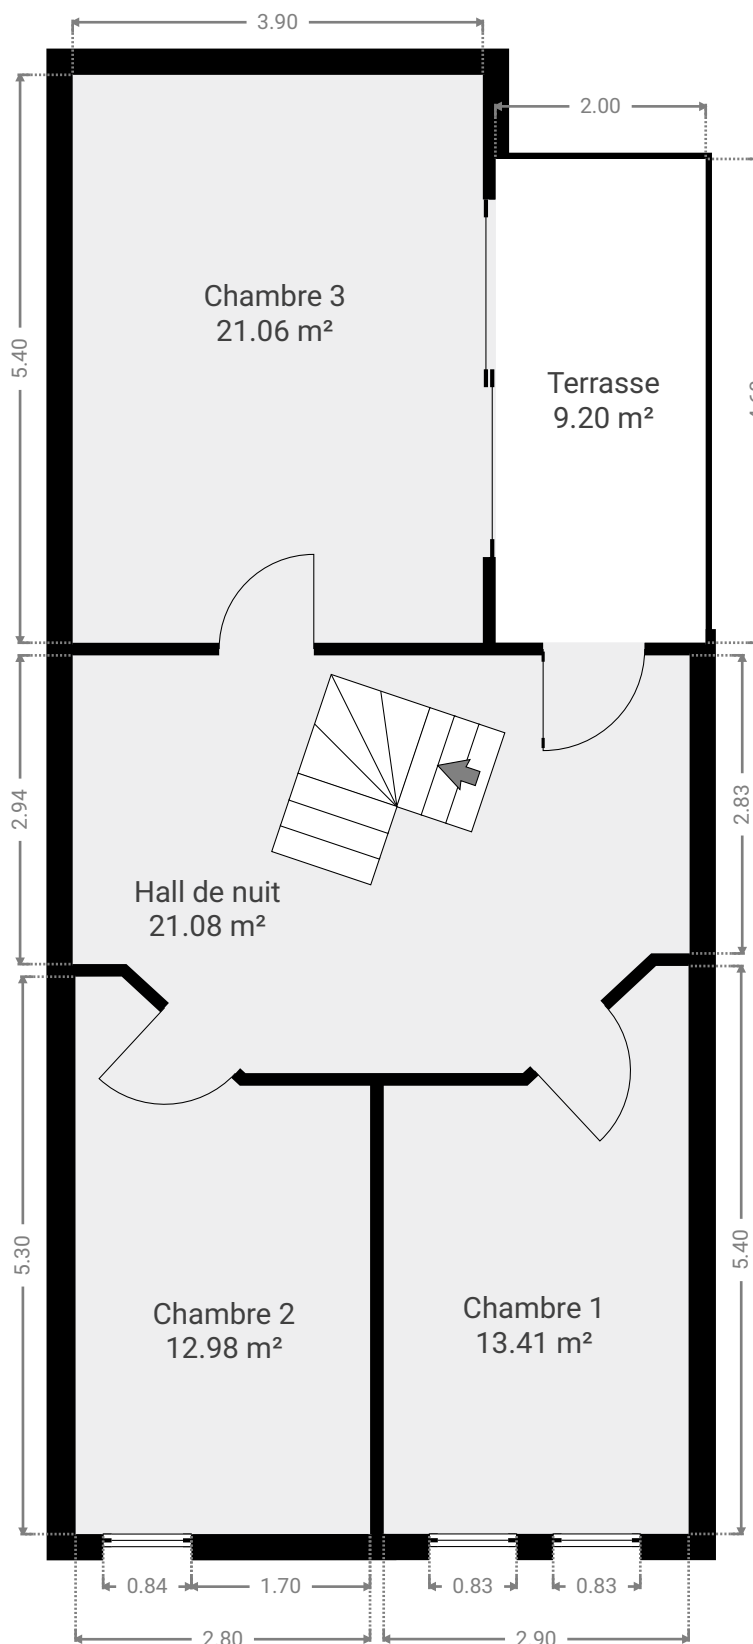 3.90
2.00
Chambre 3
21.06 m²
5.40
Terrasse
9.20 m²
2.94
2.83
Hall de nuit
21.08 m²
5.30
5.40
Chambre 2
12.98 m²
Chambre 1
13.41 m²
0.84
1.70
0.83
0.83
2.80
2.90